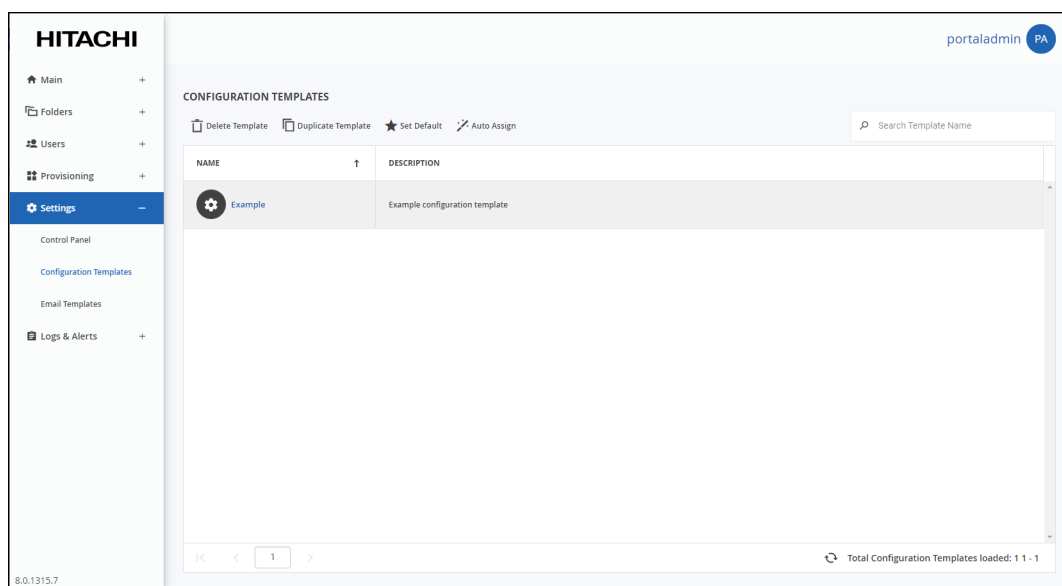 HITACHI
portaladmin PA
Main
Folders
Users
Provisioning
Settings
Control Panel
Configuration Templates
Email Templates
Logs & Alerts
8.0.1315.7
CONFIGURATION TEMPLATES
Delete Template Duplicate Template Set Default Auto Assign Search Template Name
NAME DESCRIPTION
Example Example configuration template
1 Total Configuration Templates loaded: 1 1 - 1